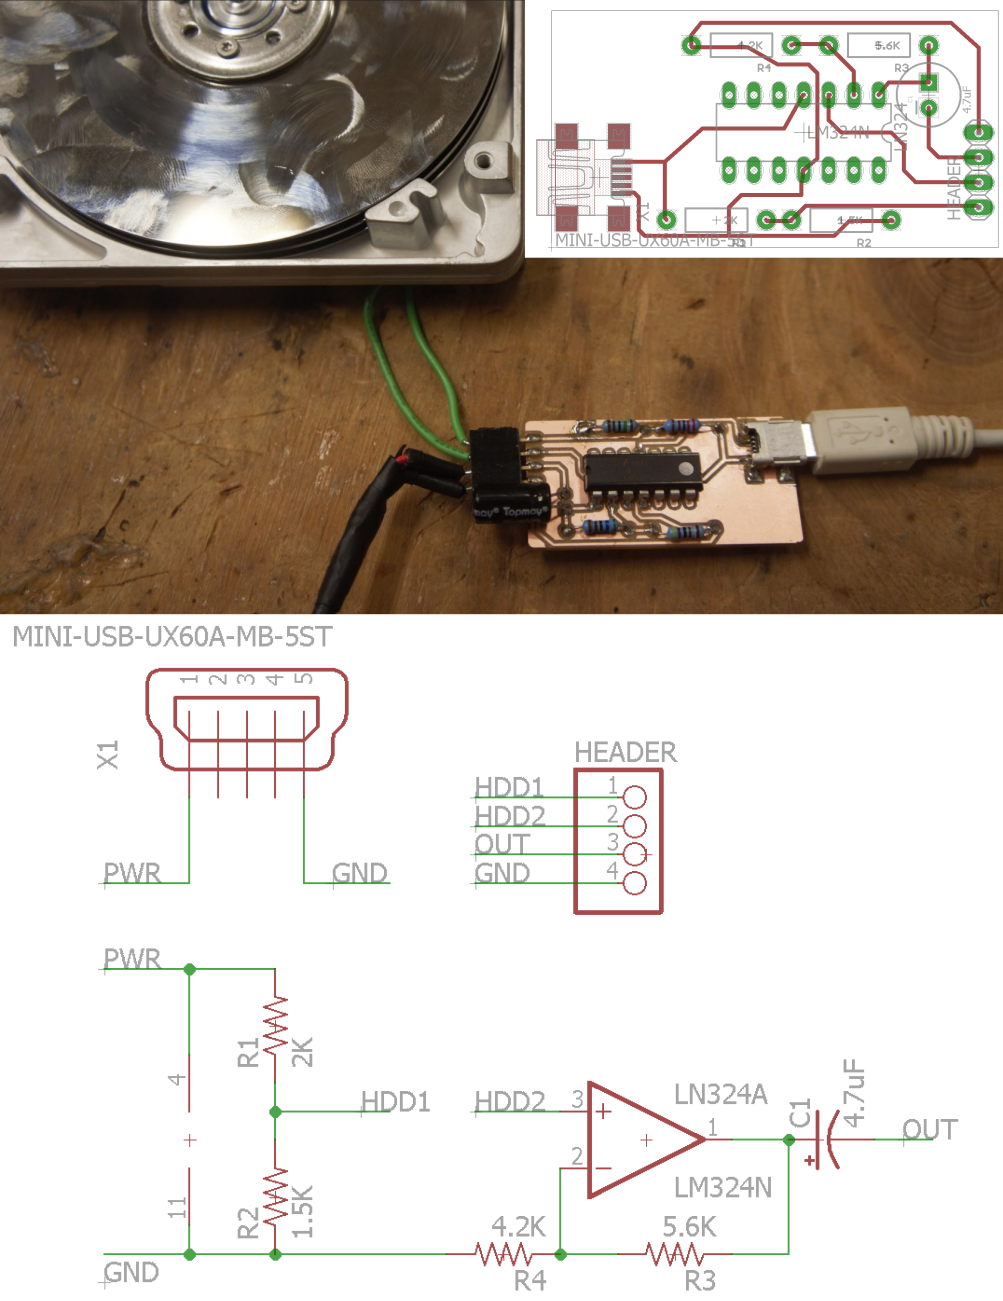 4.2K
5.6K
R4
R3
4.7uF
LM324N
LN324
HEADER
X1
2K
1.5K
R2
MINI-USB-UX60A-MB-5ST
Topmay
MINI-USB-UX60A-MB-5ST
1 2 3 4 5
X1
HEADER
HDD1 1
HDD2 2
OUT 3
GND 4
PWR
GND
PWR
4
R1
2K
HDD1
HDD2
3
+
2
−
1
LN324A
LM324N
C1
4.7uF
+
OUT
11
R2
1.5K
4.2K
R4
5.6K
R3
GND